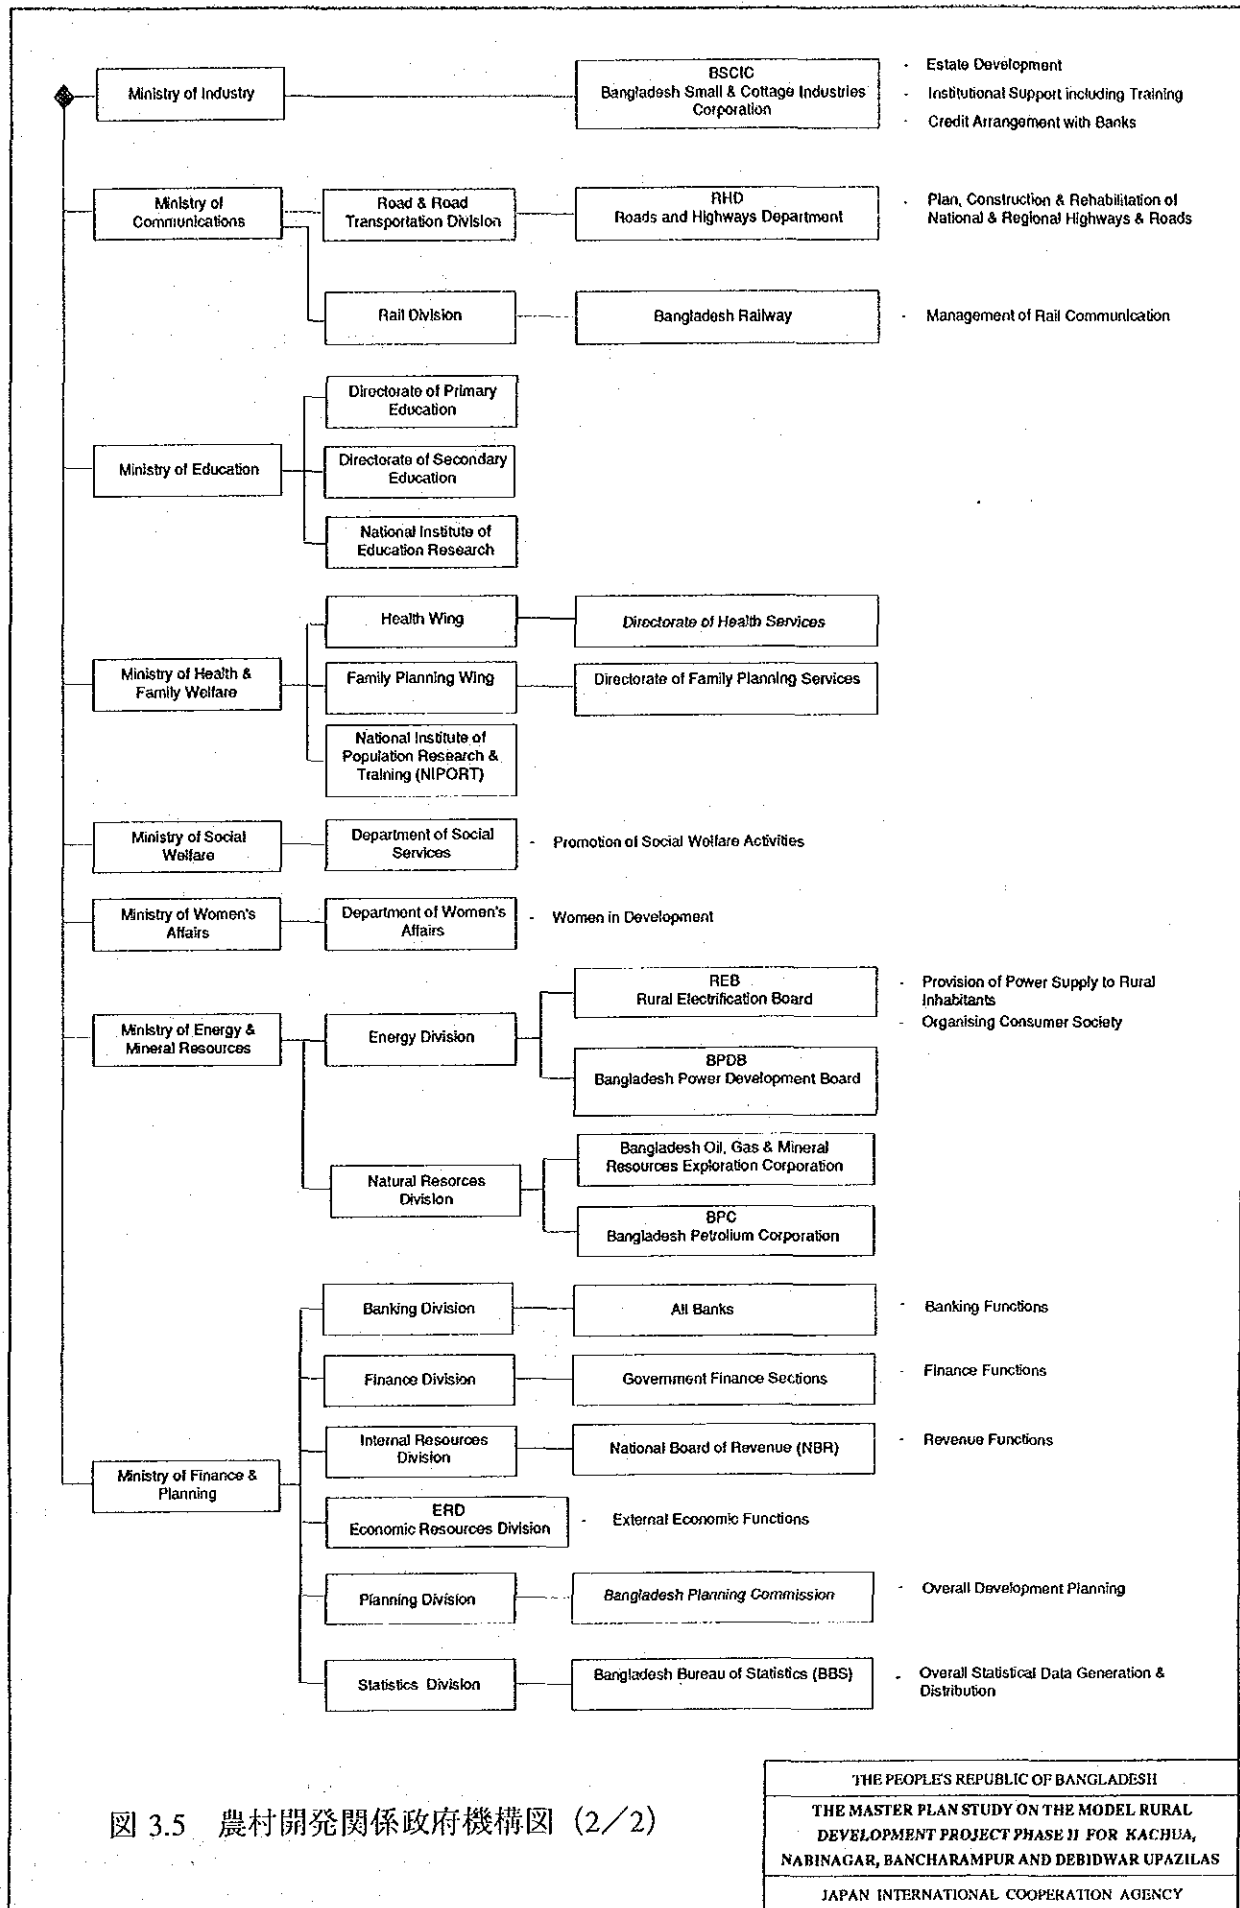 Ministry of Industry
BSCIC
Bangladesh Small & Cottage Industries
Corporation
- Estate Development
- Institutional Support including Training
- Credit Arrangement with Banks
Ministry of
Communications
Road & Road
Transportation Division
RHD
Roads and Highways Department
- Plan, Construction & Rehabilitation of
National & Regional Highways & Roads
Rail Division
Bangladesh Railway
- Management of Rail Communication
Ministry of Education
Directorate of Primary
Education
Directorate of Secondary
Education
National Institute of
Education Research
Ministry of Health &
Family Welfare
Health Wing
Directorate of Health Services
Family Planning Wing
Directorate of Family Planning Services
National Institute of
Population Research &
Training (NIPORT)
Ministry of Social
Welfare
Department of Social
Services
- Promotion of Social Welfare Activities
Ministry of Women's
Affairs
Department of Women's
Affairs
- Women in Development
Ministry of Energy &
Mineral Resources
Energy Division
REB
Rural Electrification Board
- Provision of Power Supply to Rural
Inhabitants
- Organising Consumer Society
BPDB
Bangladesh Power Development Board
Natural Resorces
Division
Bangladesh Oil, Gas & Mineral
Resources Exploration Corporation
BPC
Bangladesh Petrolium Corporation
Ministry of Finance &
Planning
Banking Division
All Banks
- Banking Functions
Finance Division
Government Finance Sections
- Finance Functions
Internal Resources
Division
National Board of Revenue (NBR)
- Revenue Functions
ERD
Economic Resources Division
- External Economic Functions
Planning Division
Bangladesh Planning Commission
- Overall Development Planning
Statistics Division
Bangladesh Bureau of Statistics (BBS)
- Overall Statistical Data Generation &
Distribution
図 3.5 農村開発関係政府機構図 (2/2)
THE PEOPLE'S REPUBLIC OF BANGLADESH
THE MASTER PLAN STUDY ON THE MODEL RURAL
DEVELOPMENT PROJECT PHASE II FOR KACHUA,
NABINAGAR, BANCHARAMPUR AND DEBIDWAR UPAZILAS
JAPAN INTERNATIONAL COOPERATION AGENCY